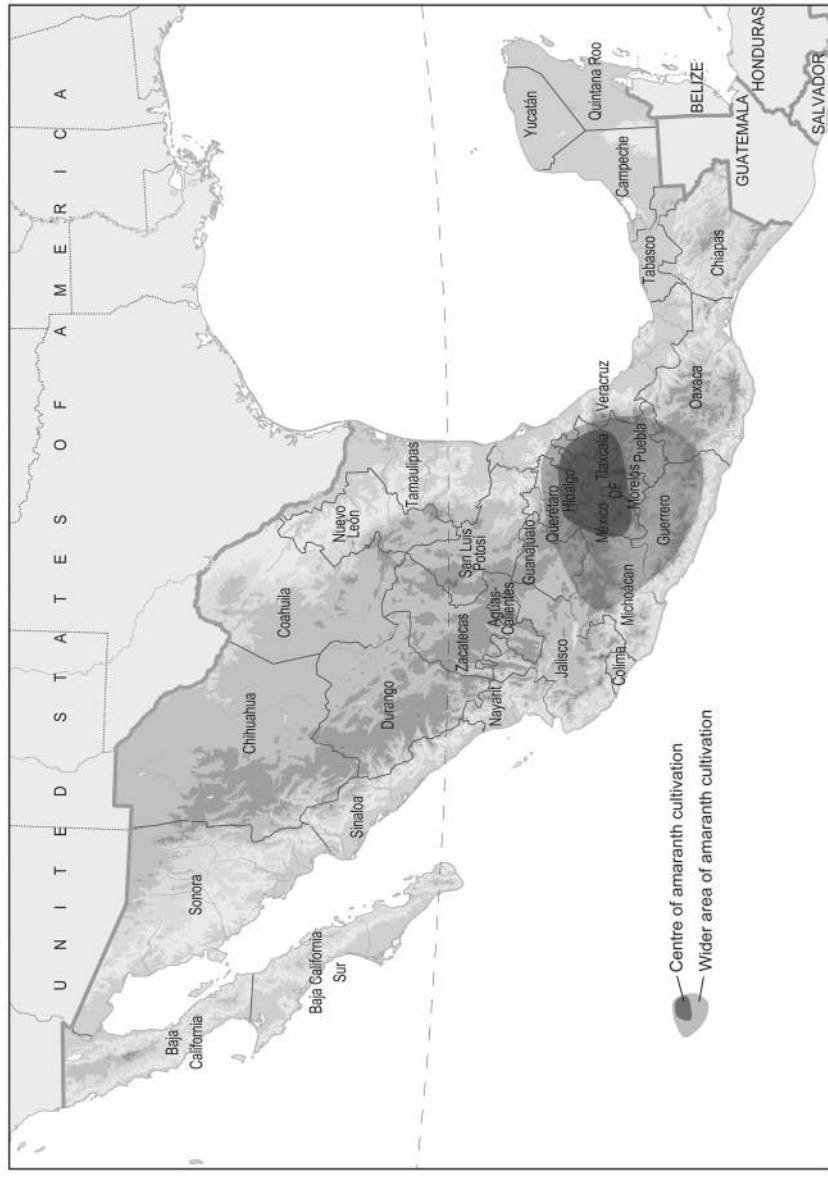 UNITED STATES OF AMERICA
Baja
California
Baja California
Sur
Sonora
Chihuahua
Coahuila
Nuevo
León
Tamaulipas
Sinaloa
Durango
Zacatecas
San Luis
Potosí
Nayarit
Aguas-
Calientes
Jalisco
Guanajuato
Querétaro
Hidalgo
Colima
Michoacán
México
DF
Tlaxcala
Morelos
Puebla
Veracruz
Guerrero
Oaxaca
Tabasco
Chiapas
Campeche
Yucatán
Quintana Roo
BELIZE
GUATEMALA
HONDURAS
SALVADOR
Centre of amaranth cultivation
Wider area of amaranth cultivation